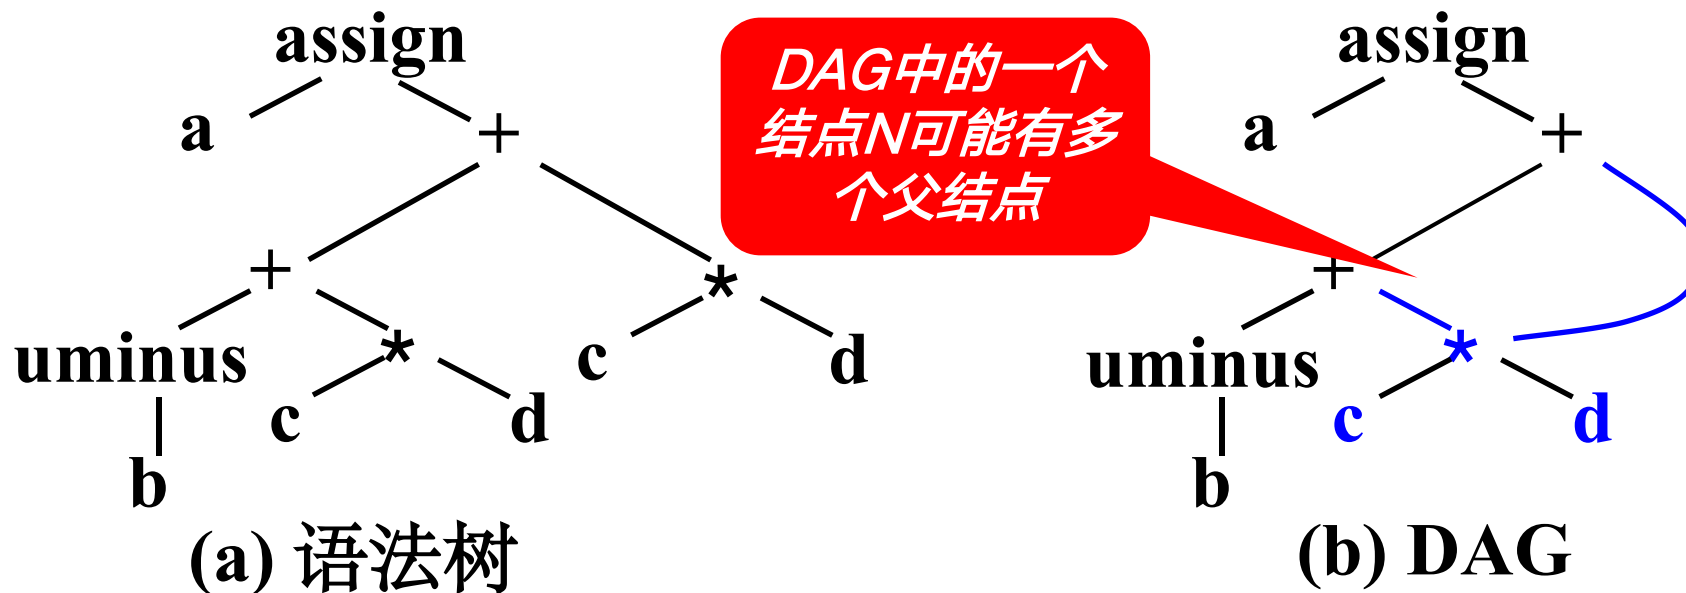 assign
a
+
+
*
uminus
*
c
d
c
d
b
(a) 语法树
DAG中的一个
结点N可能有多
个父结点
assign
a
+
+
uminus
*
c
d
b
(b) DAG